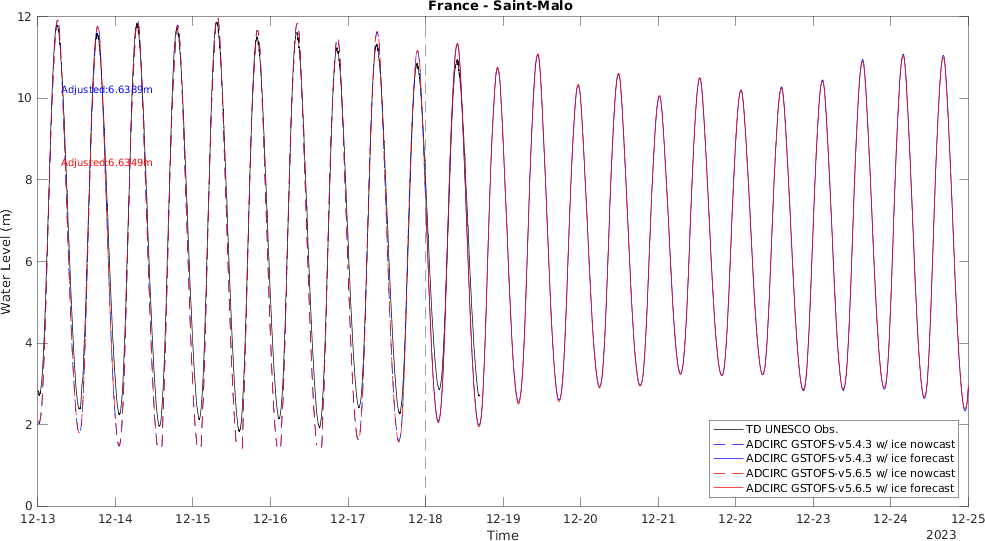 France - Saint-Malo
12
10
8
6
4
2
0
Water Level (m)
Adjusted:6.6389m
Adjusted:6.6349m
TD UNESCO Obs.
ADCIRC GSTOFS-v5.4.3 w/ ice nowcast
ADCIRC GSTOFS-v5.4.3 w/ ice forecast
ADCIRC GSTOFS-v5.6.5 w/ ice nowcast
ADCIRC GSTOFS-v5.6.5 w/ ice forecast
12-13 12-14 12-15 12-16 12-17 12-18 12-19 12-20 12-21 12-22 12-23 12-24 12-25
Time
2023